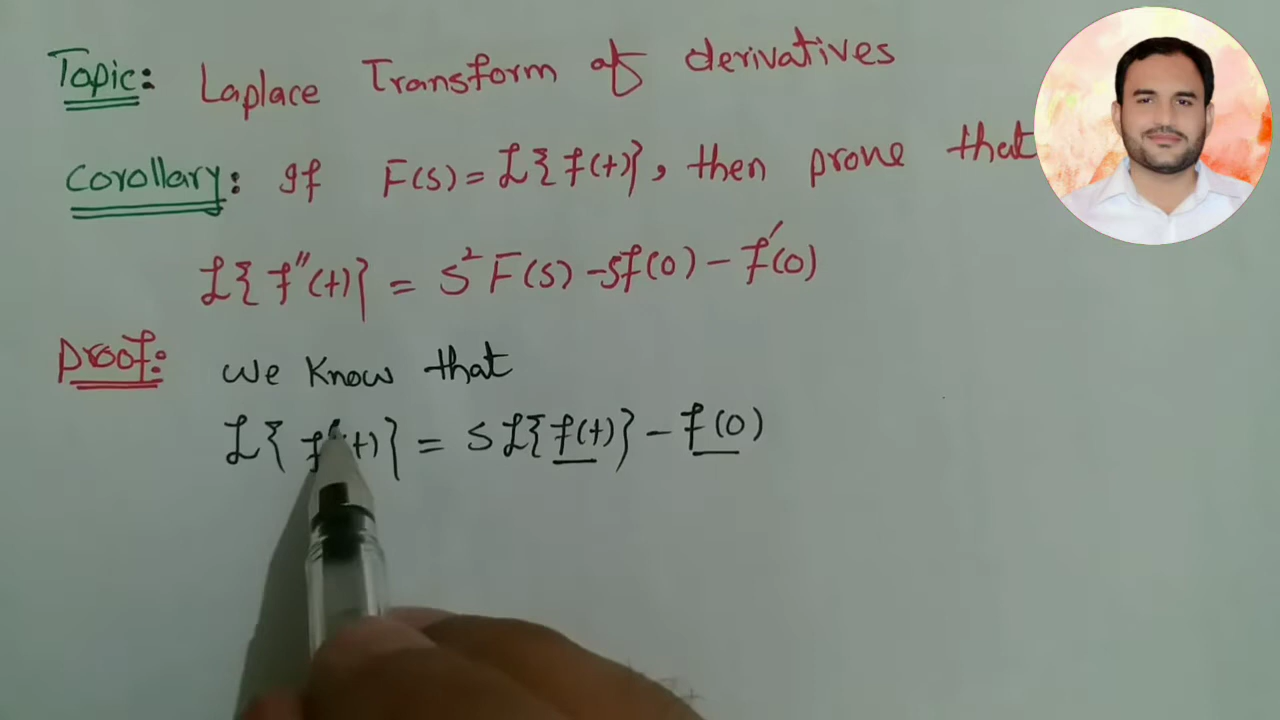 Topic: Laplace Transform of derivatives
Corollary: If F(s) = ℒ{f(t)}, then prove that
ℒ{f''(t)} = s² F(s) - sf(0) - f'(0)
Proof: We Know that
ℒ{f'(t)} = sℒ{f(t)} - f(0)